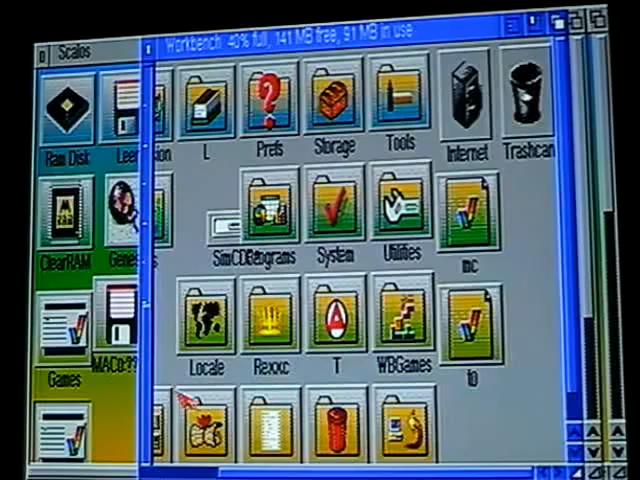 Scalos
Workbench 40% full, 141 MB free, 91 MB in use
Ram Disk
L
Prefs
Storage
Tools
Internet
Trashcan
ClearRAM
System
Utilities
mc
Locale
Rexxc
T
WBGames
to
Games